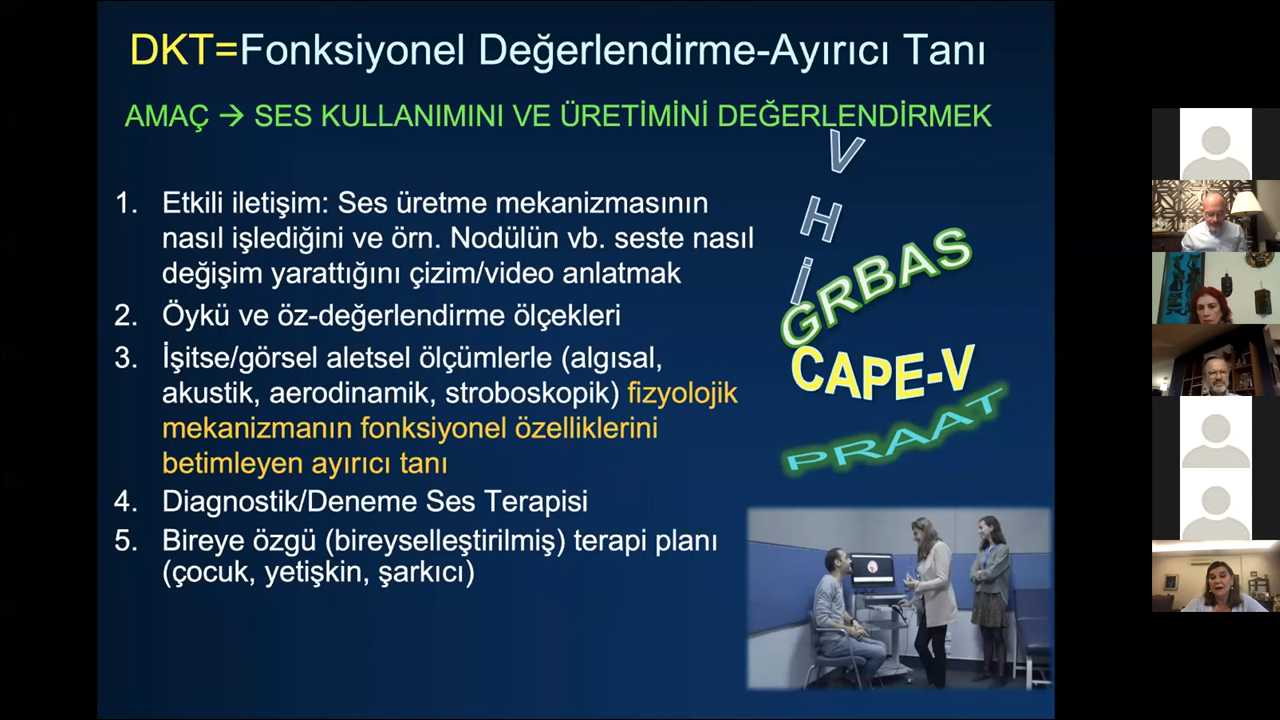 DKT=Fonksiyonel Değerlendirme-Ayırıcı Tanı
AMAÇ → SES KULLANIMINI VE ÜRETİMİNİ DEĞERLENDİRMEK
1. Etkili iletişim: Ses üretme mekanizmasının
nasıl işlediğini ve örn. Nodülün vb. seste nasıl
değişim yarattığını çizim/video anlatmak
2. Öykü ve öz-değerlendirme ölçekleri
3. İşitse/görsel aletsel ölçümlerle (algısal,
akustik, aerodinamik, stroboskopik) fizyolojik
mekanizmanın fonksiyonel özelliklerini
betimleyen ayırıcı tanı
4. Diagnostik/Deneme Ses Terapisi
5. Bireye özgü (bireyselleştirilmiş) terapi planı
(çocuk, yetişkin, şarkıcı)
VHİ
GRBAS
CAPE-V
PRAAT